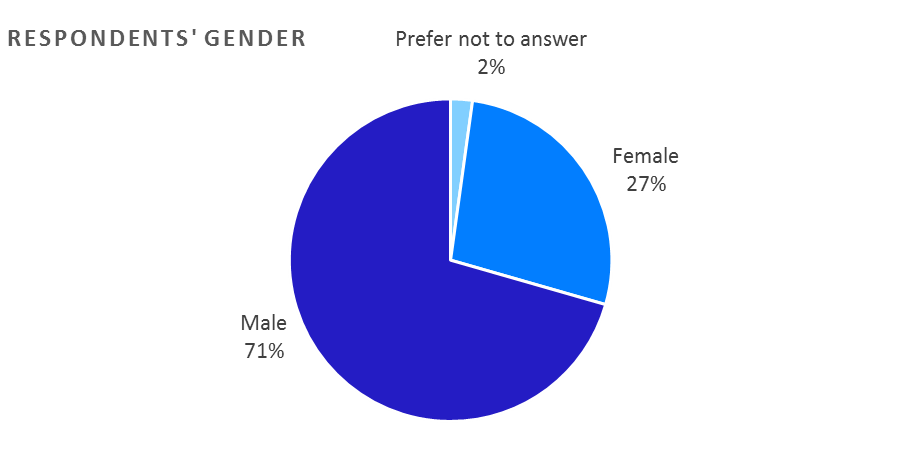 RESPONDENTS' GENDER
Prefer not to answer
2%
Female
27%
Male
71%